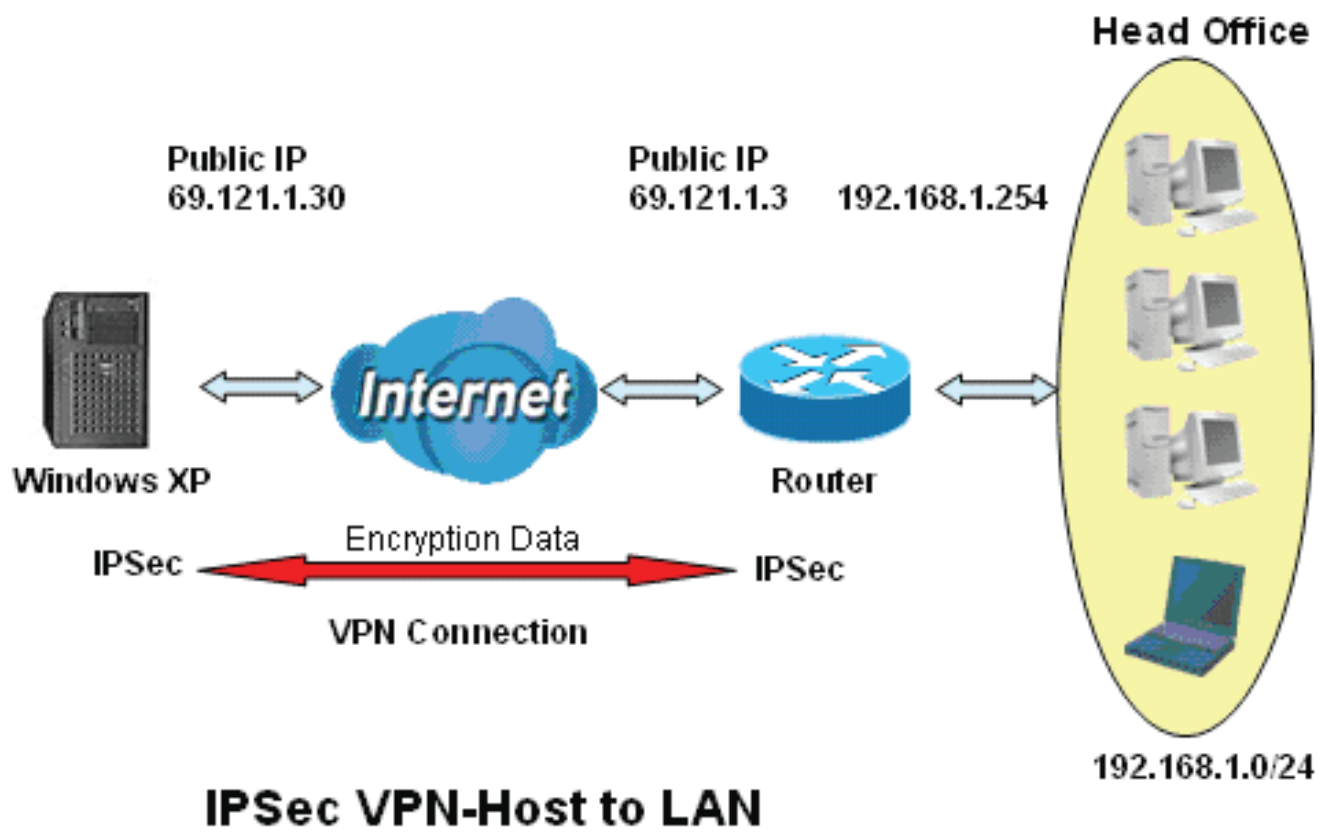 Head Office
Public IP
69.121.1.30
Public IP
69.121.1.3
192.168.1.254
Internet
Windows XP
Router
IPSec
Encryption Data
IPSec
VPN Connection
192.168.1.0/24
IPSec VPN-Host to LAN